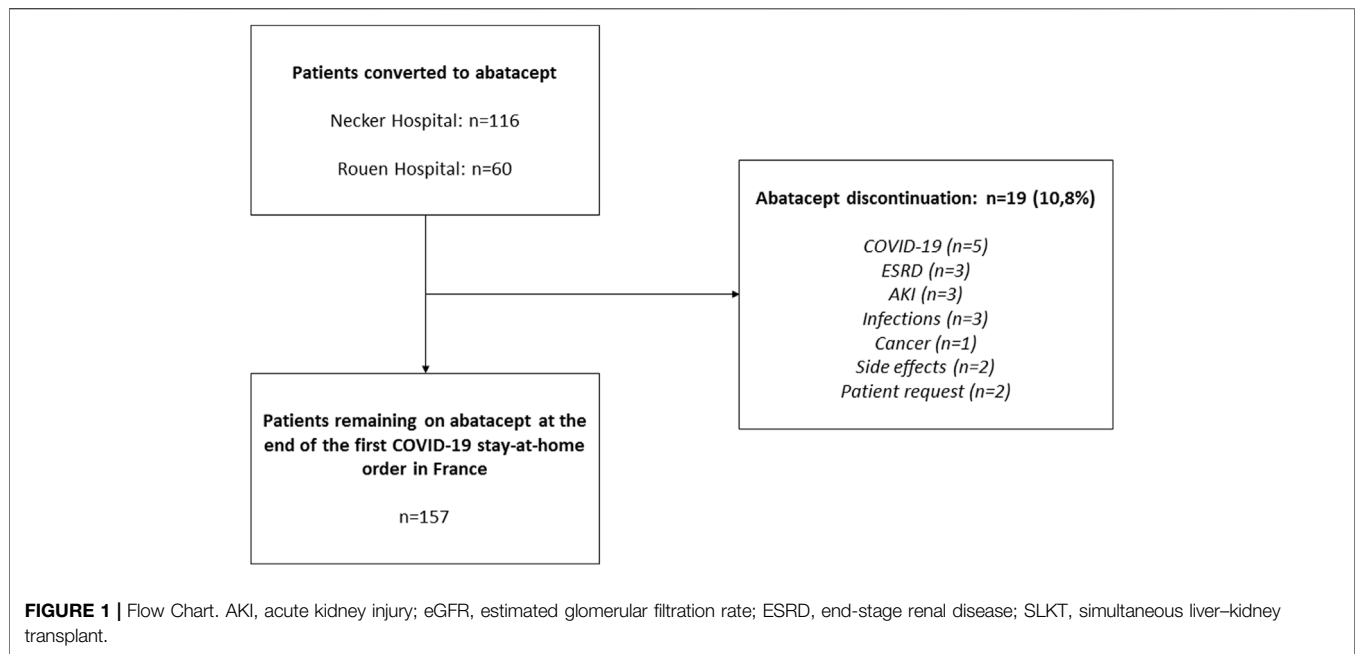 Patients converted to abatacept
Necker Hospital: n=116
Rouen Hospital: n=60
Abatacept discontinuation: n=19 (10,8%)
COVID-19 (n=5)
ESRD (n=3)
AKI (n=3)
Infections (n=3)
Cancer (n=1)
Side effects (n=2)
Patient request (n=2)
Patients remaining on abatacept at the
end of the first COVID-19 stay-at-home
order in France
n=157
FIGURE 1 | Flow Chart. AKI, acute kidney injury; eGFR, estimated glomerular filtration rate; ESRD, end-stage renal disease; SLKT, simultaneous liver–kidney
transplant.